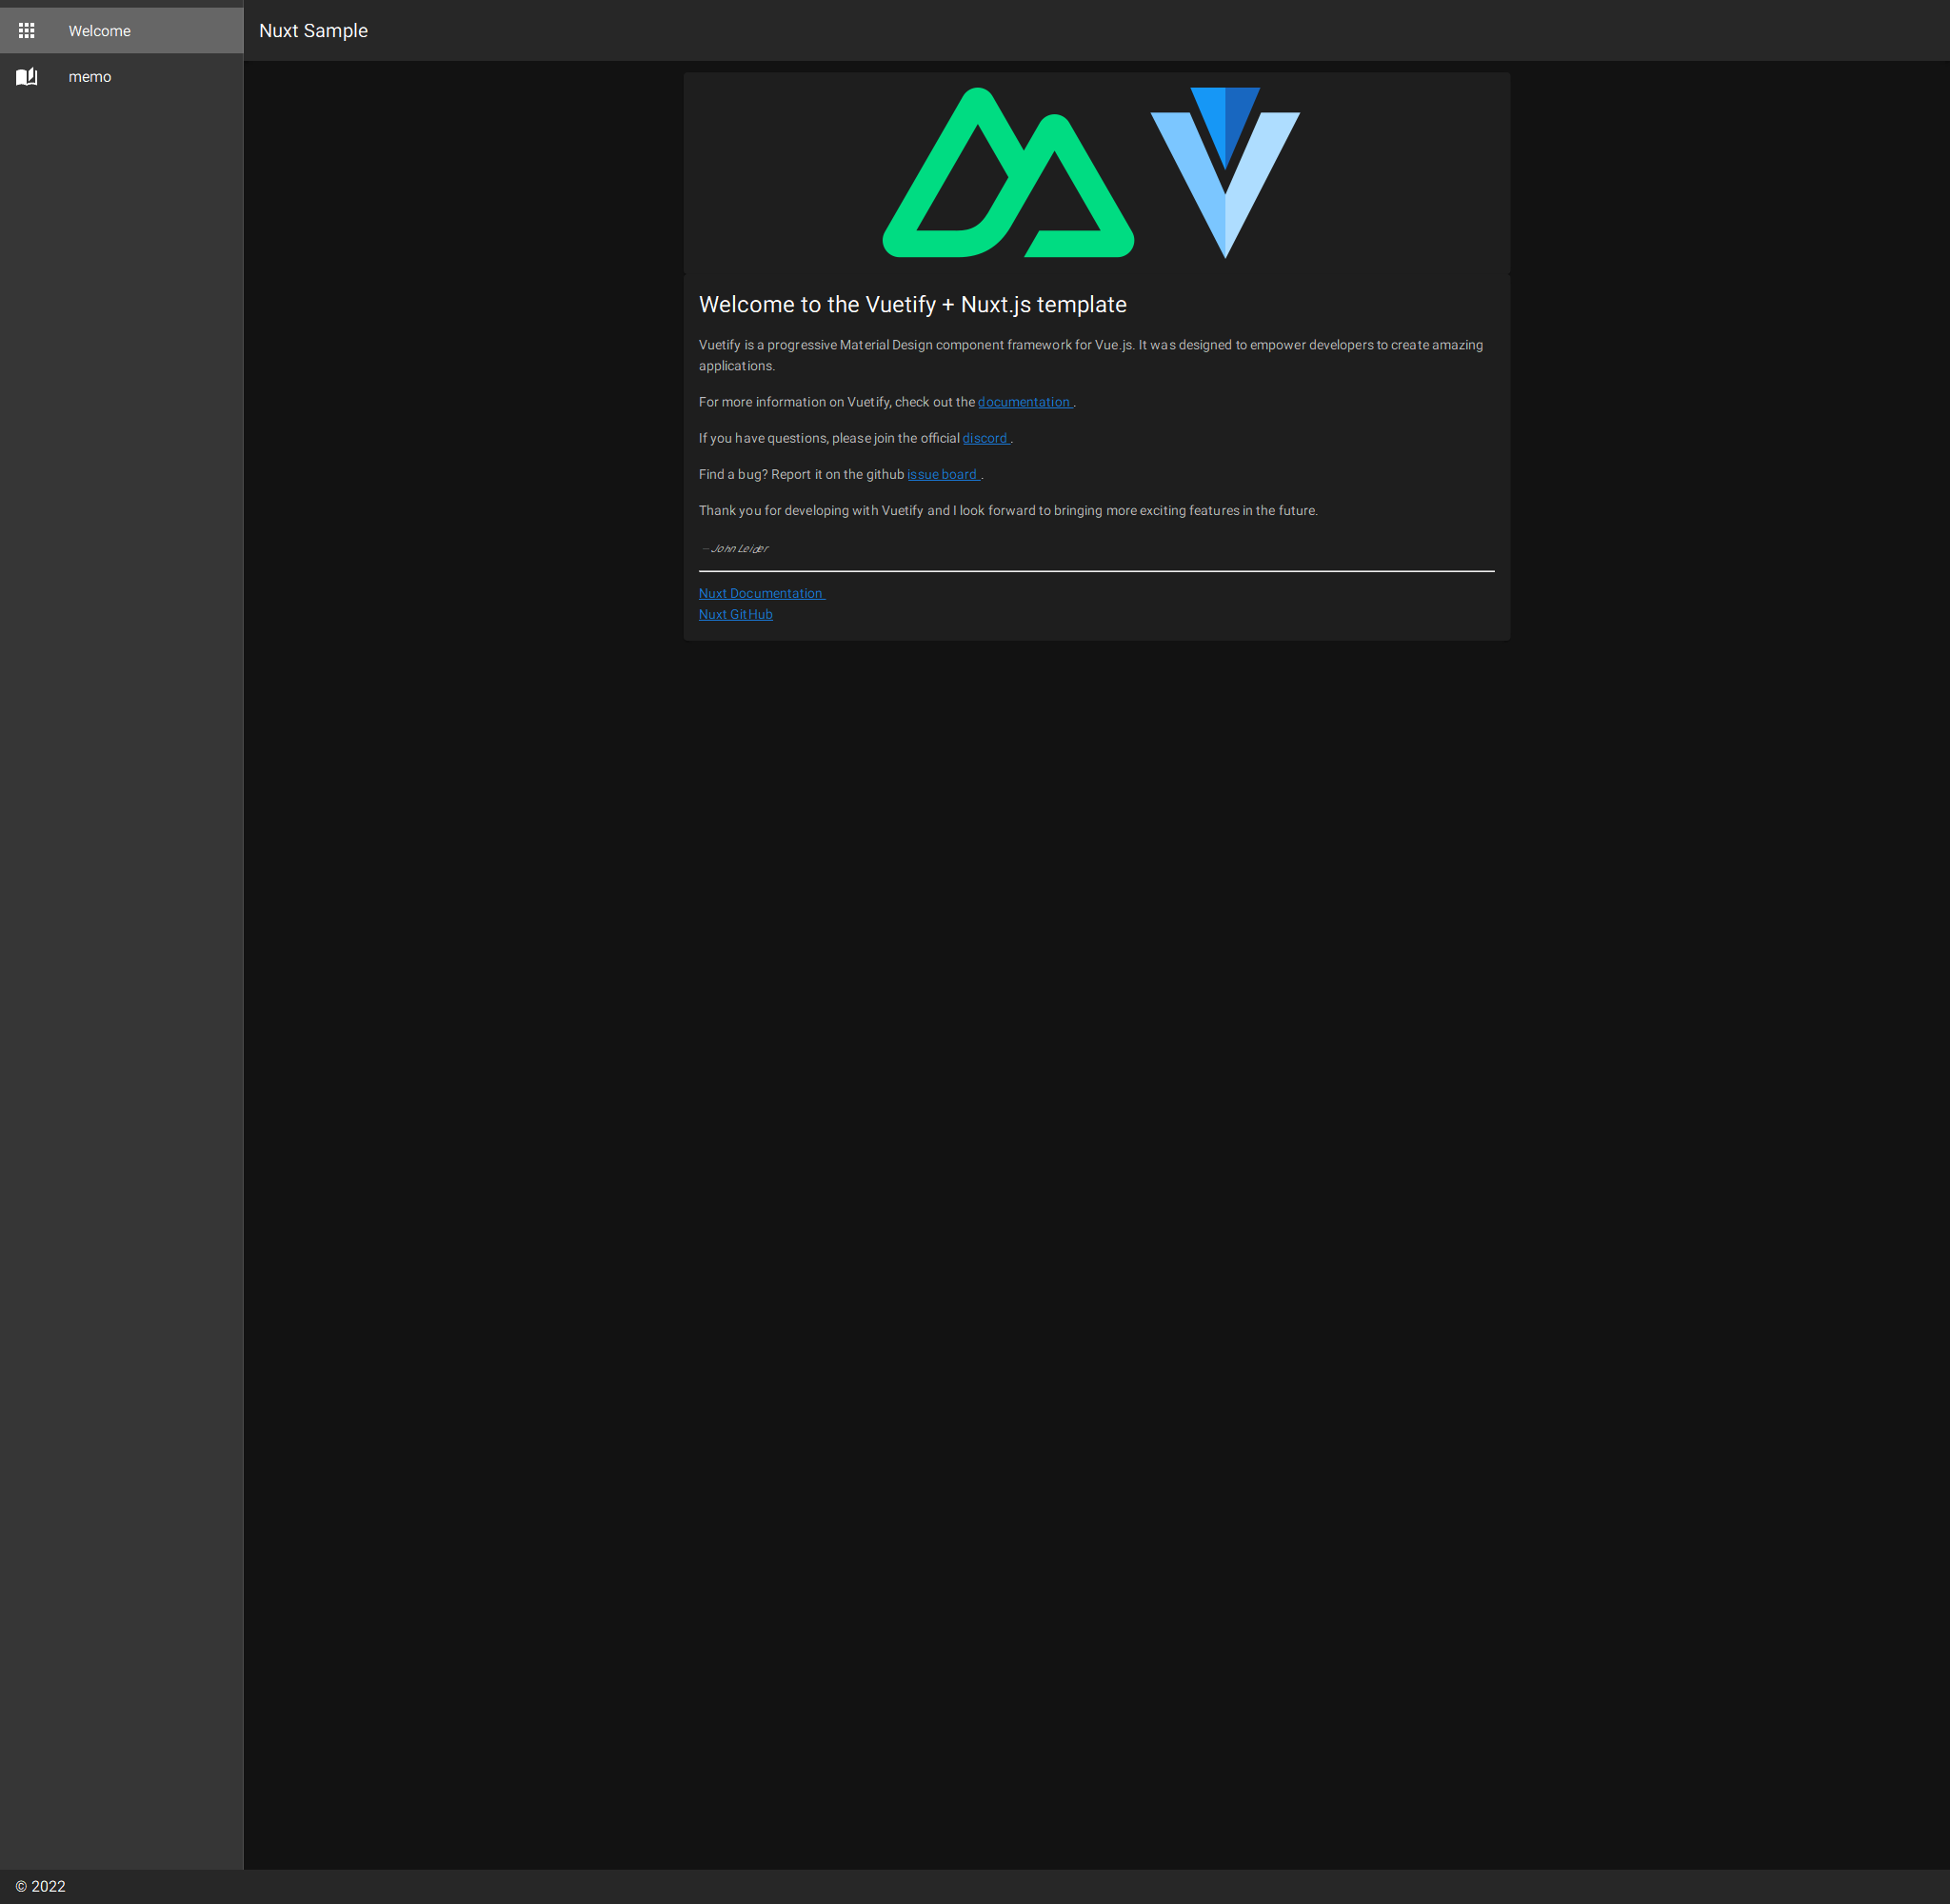 Welcome
memo
Nuxt Sample
Welcome to the Vuetify + Nuxt.js template
Vuetify is a progressive Material Design component framework for Vue.js. It was designed to empower developers to create amazing
applications.
For more information on Vuetify, check out the documentation .
If you have questions, please join the official discord .
Find a bug? Report it on the github issue board .
Thank you for developing with Vuetify and I look forward to bringing more exciting features in the future.
— John Leider
Nuxt Documentation
Nuxt GitHub
© 2022